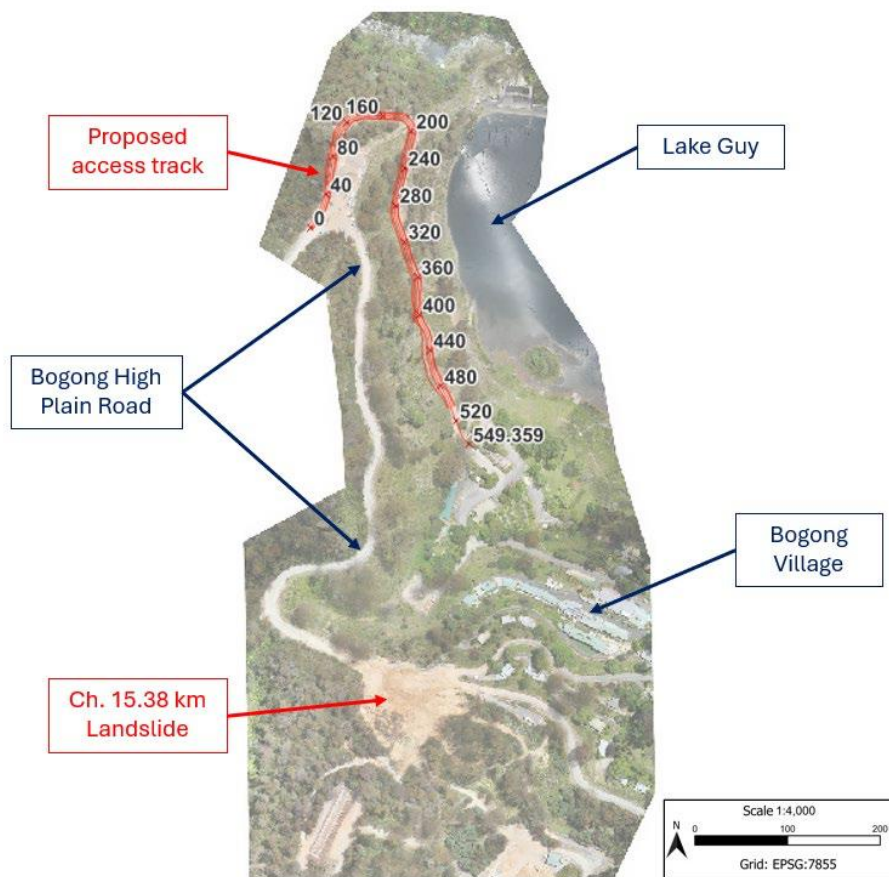 120 160
200
Proposed
access track
80
240
Lake Guy
40
280
0
320
360
400
Bogong High
Plain Road
440
480
520
549.359
Bogong
Village
Ch. 15.38 km
Landslide
Scale 1:4,000
N
0 100 200
Grid: EPSG:7855